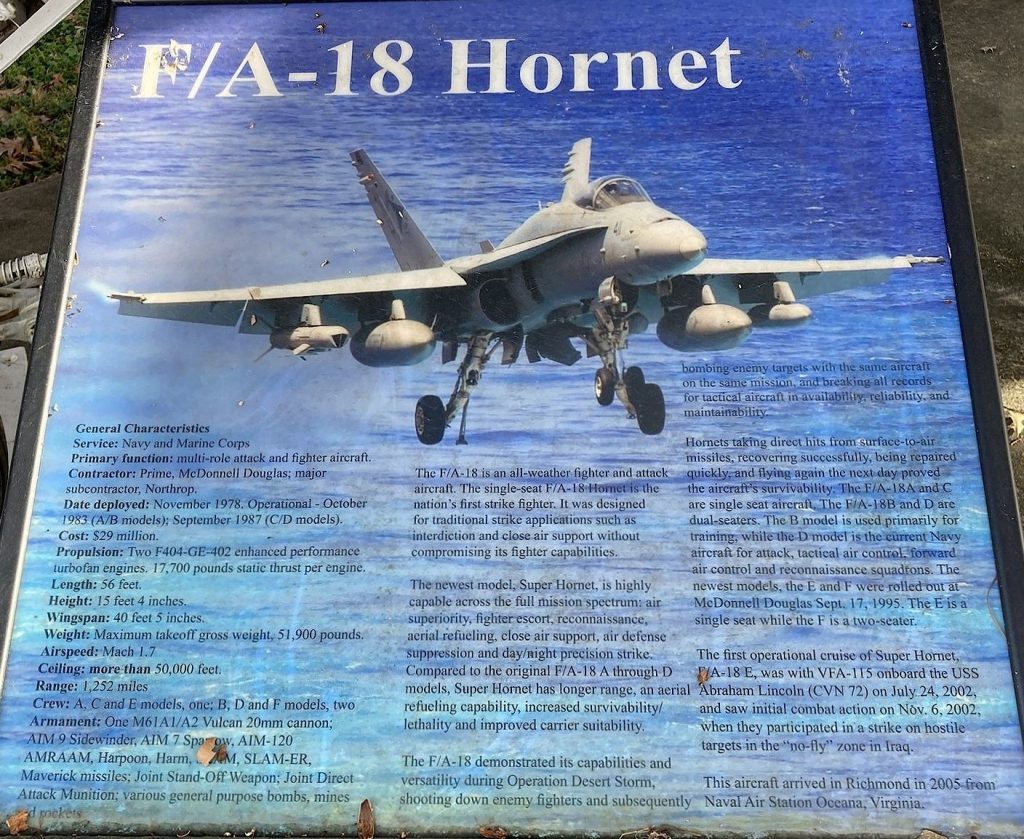 F/A-18 Hornet
General Characteristics
Service: Navy and Marine Corps
Primary function: multi-role attack and fighter aircraft.
Contractor: Prime, McDonnell Douglas; major
subcontractor, Northrop.
Date deployed: November 1978. Operational - October
1983 (A/B models); September 1987 (C/D models).
Cost: $29 million.
Propulsion: Two F404-GE-402 enhanced performance
turbofan engines. 17,700 pounds static thrust per engine.
Length: 56 feet.
Height: 15 feet 4 inches.
Wingspan: 40 feet 5 inches.
Weight: Maximum takeoff gross weight, 51,900 pounds.
Airspeed: Mach 1.7
Ceiling: more than 50,000 feet.
Range: 1,252 miles
Crew: A, C and E models, one; B, D and F models, two
Armament: One M61A1/A2 Vulcan 20mm cannon;
AIM 9 Sidewinder, AIM 7 Sparrow, AIM-120
AMRAAM, Harpoon, Harm, SLAM-ER,
Maverick missiles; Joint Stand-Off Weapon; Joint Direct
Attack Munition; various general purpose bombs, mines
rockets
The F/A-18 is an all-weather fighter and attack
aircraft. The single-seat F/A-18 Hornet is the
nation's first strike fighter. It was designed
for traditional strike applications such as
interdiction and close air support without
compromising its fighter capabilities.
The newest model, Super Hornet, is highly
capable across the full mission spectrum: air
superiority, fighter escort, reconnaissance,
aerial refueling, close air support, air defense
suppression and day/night precision strike.
Compared to the original F/A-18 A through D
models, Super Hornet has longer range, an aerial
refueling capability, increased survivability/
lethality and improved carrier suitability.
The F/A-18 demonstrated its capabilities and
versatility during Operation Desert Storm,
shooting down enemy fighters and subsequently
bombing enemy targets with the same aircraft
on the same mission, and breaking all records
for tactical aircraft in availability, reliability, and
maintainability.
Hornets taking direct hits from surface-to-air
missiles, recovering successfully, being repaired
quickly, and flying again the next day proved
the aircraft's survivability. The F/A-18A and C
are single seat aircraft. The F/A-18B and D are
dual-seaters. The B model is used primarily for
training, while the D model is the current Navy
aircraft for attack, tactical air control, forward
air control and reconnaissance squadrons. The
newest models, the E and F were rolled out at
McDonnell Douglas Sept. 17, 1995. The E is a
single seat while the F is a two-seater.
The first operational cruise of Super Hornet,
F/A-18 E, was with VFA-115 onboard the USS
Abraham Lincoln (CVN 72) on July 24, 2002,
and saw initial combat action on Nov. 6, 2002,
when they participated in a strike on hostile
targets in the "no-fly" zone in Iraq.
This aircraft arrived in Richmond in 2005 from
Naval Air Station Oceana, Virginia.